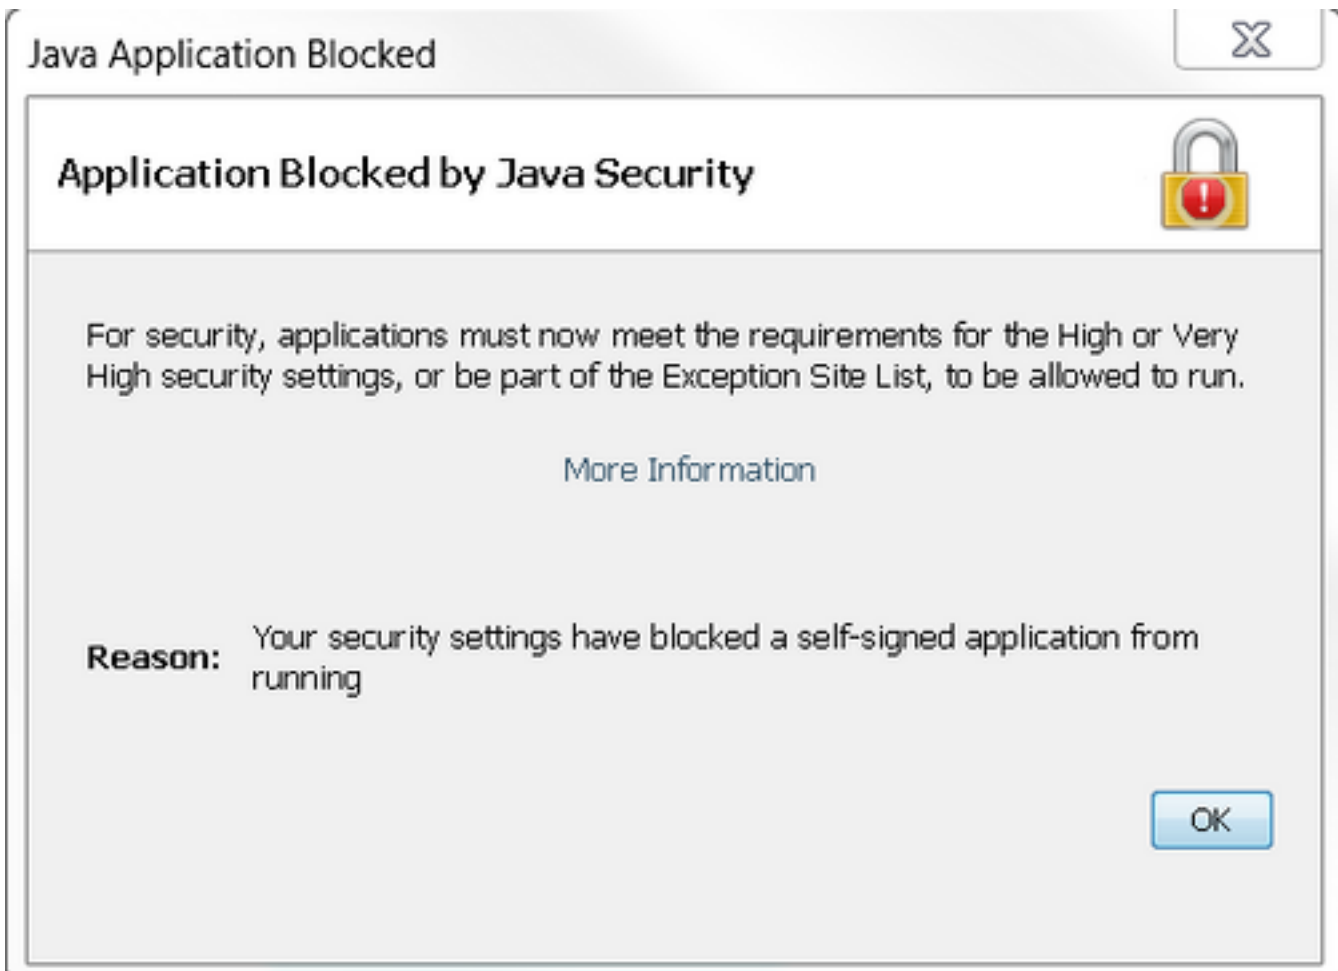 Java Application Blocked
Application Blocked by Java Security
For security, applications must now meet the requirements for the High or Very
High security settings, or be part of the Exception Site List, to be allowed to run.
More Information
Reason: Your security settings have blocked a self-signed application from
running
OK